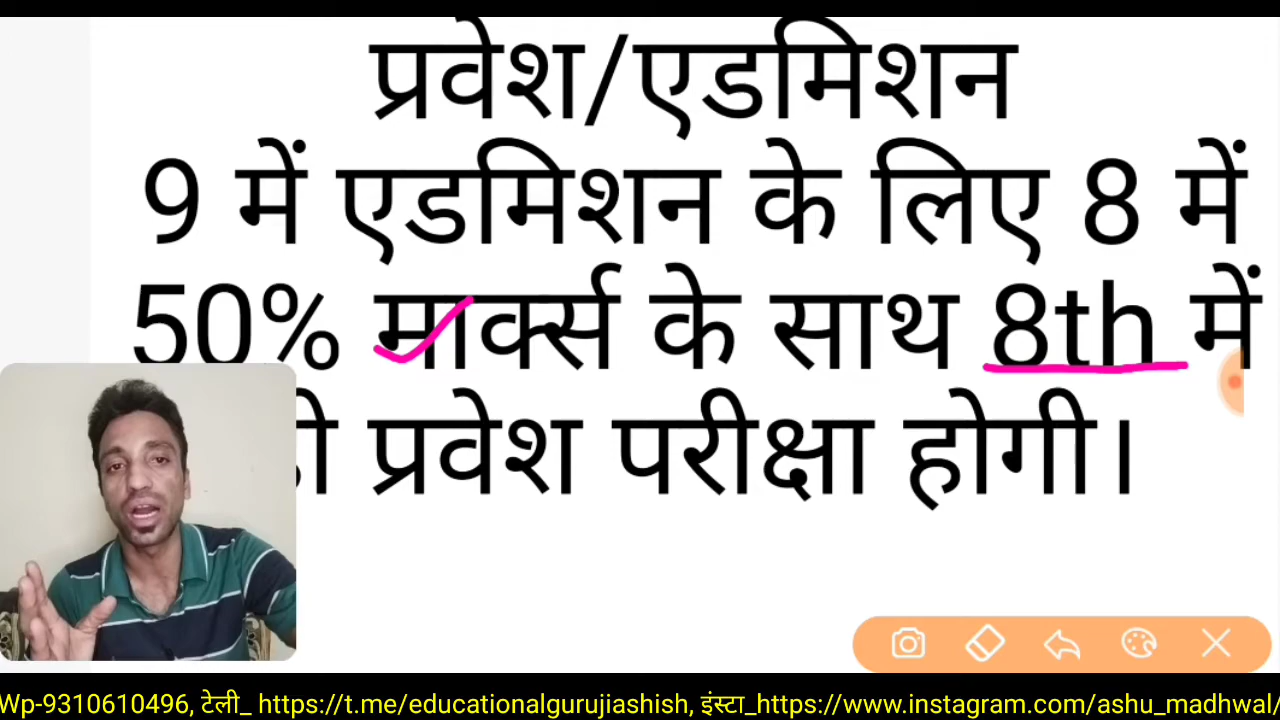 प्रवेश/एडमिशन
9 में एडमिशन के लिए 8 में
50% मार्क्स के साथ 8th में
प्रवेश परीक्षा होगी।
Wp-9310610496, टेली_ https://t.me/educationalgurujiashish, इंस्टा_https://www.instagram.com/ashu_madhwal/